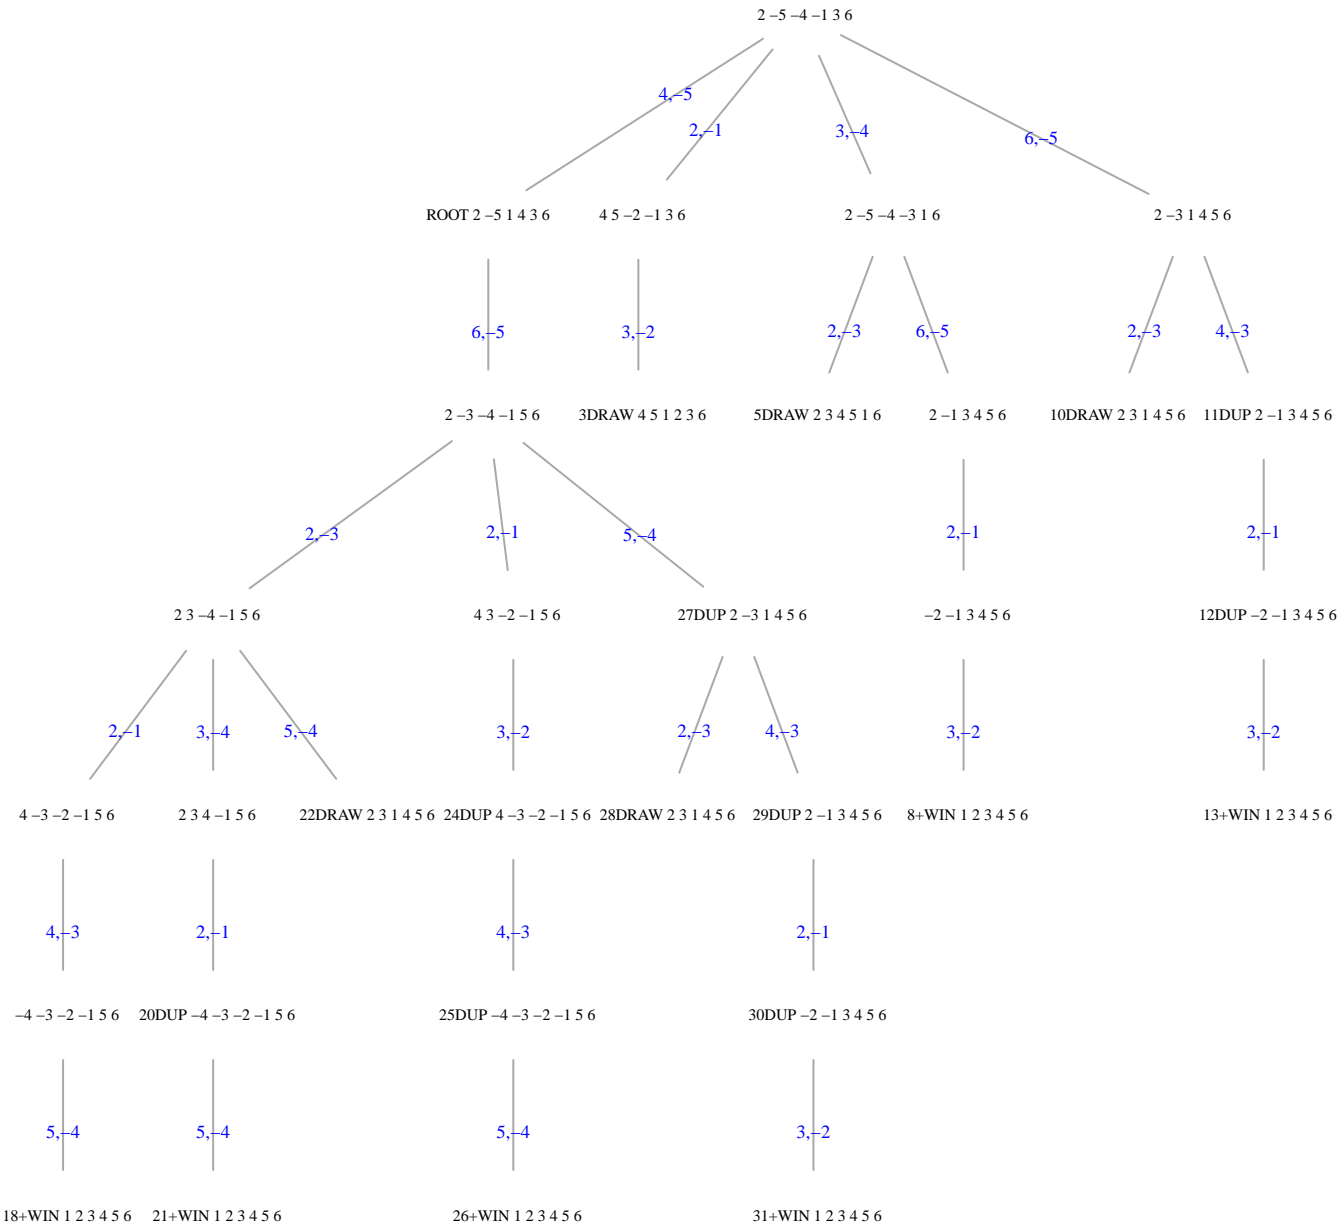 2 −5 −4 −1 3 6
4,−5
2,−1
3,−4
6,−5
ROOT 2 −5 1 4 3 6
4 5 −2 −1 3 6
2 −5 −4 −3 1 6
2 −3 1 4 5 6
6,−5
3,−2
2,−3
6,−5
2,−3
4,−3
2 −3 −4 −1 5 6
3DRAW 4 5 1 2 3 6
5DRAW 2 3 4 5 1 6
2 −1 3 4 5 6
10DRAW 2 3 1 4 5 6
11DUP 2 −1 3 4 5 6
2,−3
2,−1
5,−4
2,−1
2,−1
2 3 −4 −1 5 6
4 3 −2 −1 5 6
27DUP 2 −3 1 4 5 6
−2 −1 3 4 5 6
12DUP −2 −1 3 4 5 6
2,−1
3,−4
5,−4
3,−2
2,−3
4,−3
3,−2
3,−2
4 −3 −2 −1 5 6
2 3 4 −1 5 6
22DRAW 2 3 1 4 5 6
24DUP 4 −3 −2 −1 5 6
28DRAW 2 3 1 4 5 6
29DUP 2 −1 3 4 5 6
8+WIN 1 2 3 4 5 6
13+WIN 1 2 3 4 5 6
4,−3
2,−1
4,−3
2,−1
−4 −3 −2 −1 5 6
20DUP −4 −3 −2 −1 5 6
25DUP −4 −3 −2 −1 5 6
30DUP −2 −1 3 4 5 6
5,−4
5,−4
5,−4
3,−2
18+WIN 1 2 3 4 5 6
21+WIN 1 2 3 4 5 6
26+WIN 1 2 3 4 5 6
31+WIN 1 2 3 4 5 6